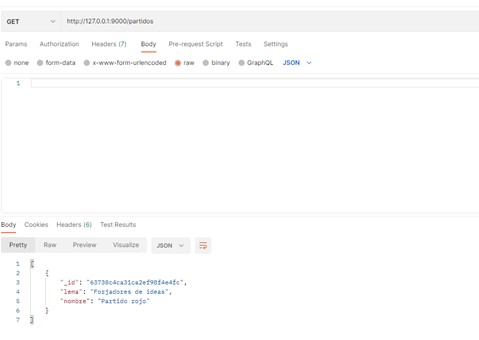 GET http://127.0.0.1:9000/partidos
Params Authorization Headers (7) Body Pre-request Script Tests Settings
none form-data x-www-form-urlencoded raw binary GraphQL JSON
1
Body Cookies Headers (6) Test Results
Pretty Raw Preview Visualize JSON
1 [
2 {
3 "_id": "63738c4ca31ca2ef98f4e4fc",
4 "lema": "Forjadores de ideas",
5 "nombre": "Partido rojo"
6 }
7 ]